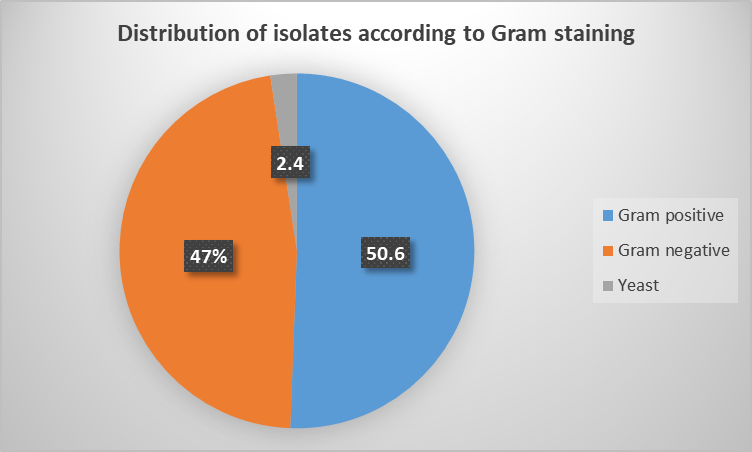 Distribution of isolates according to Gram staining
2.4
47%
50.6
Gram positive
Gram negative
Yeast